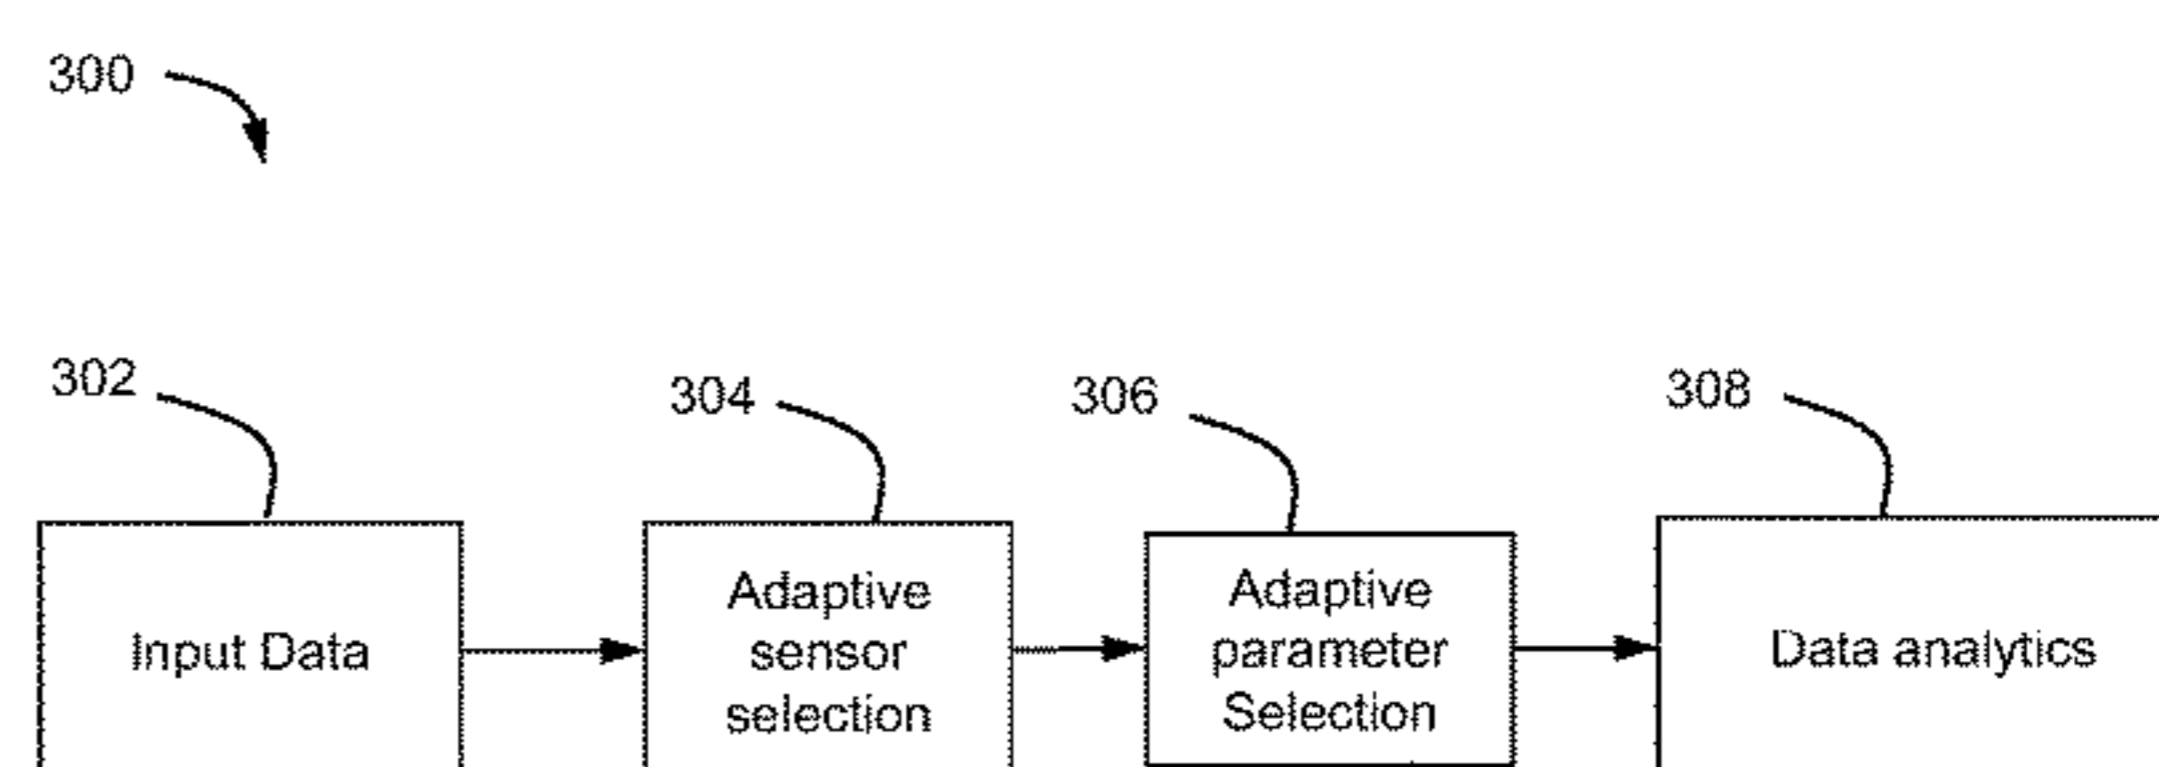 300
302
304
306
308
Input Data
Adaptive
sensor
selection
Adaptive
parameter
Selection
Data analytics